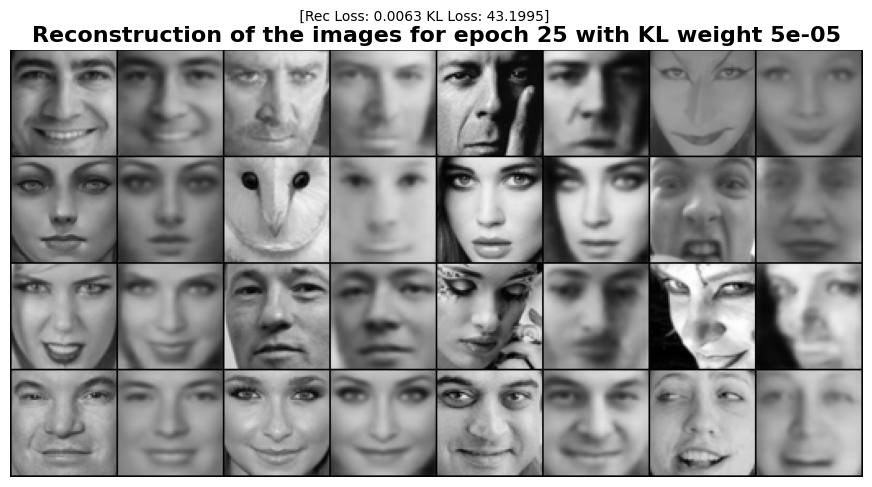 [Rec Loss: 0.0063 KL Loss: 43.1995]
Reconstruction of the images for epoch 25 with KL weight 5e-05